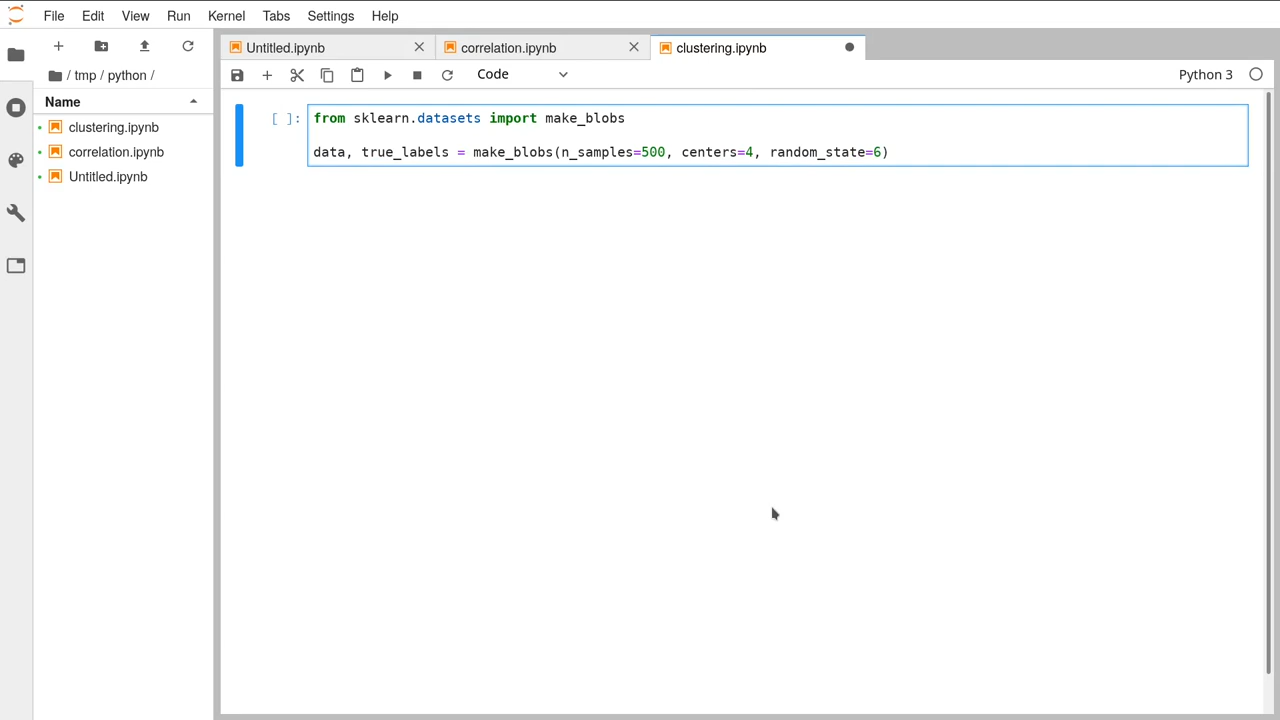 File Edit View Run Kernel Tabs Settings Help
Untitled.ipynb correlation.ipynb clustering.ipynb
Code Python 3
/ tmp / python /
Name
clustering.ipynb
correlation.ipynb
Untitled.ipynb
[ ]: from sklearn.datasets import make_blobs
data, true_labels = make_blobs(n_samples=500, centers=4, random_state=6)